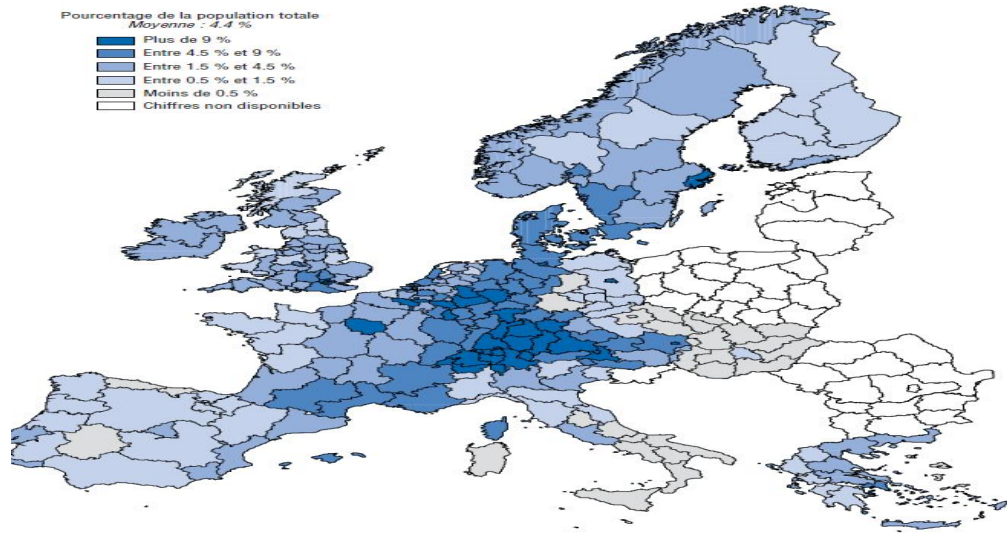 Pourcentage de la population totale
Moyenne : 4.4 %
Plus de 9 %
Entre 4.5 % et 9 %
Entre 1.5 % et 4.5 %
Entre 0.5 % et 1.5 %
Moins de 0.5 %
Chiffres non disponibles